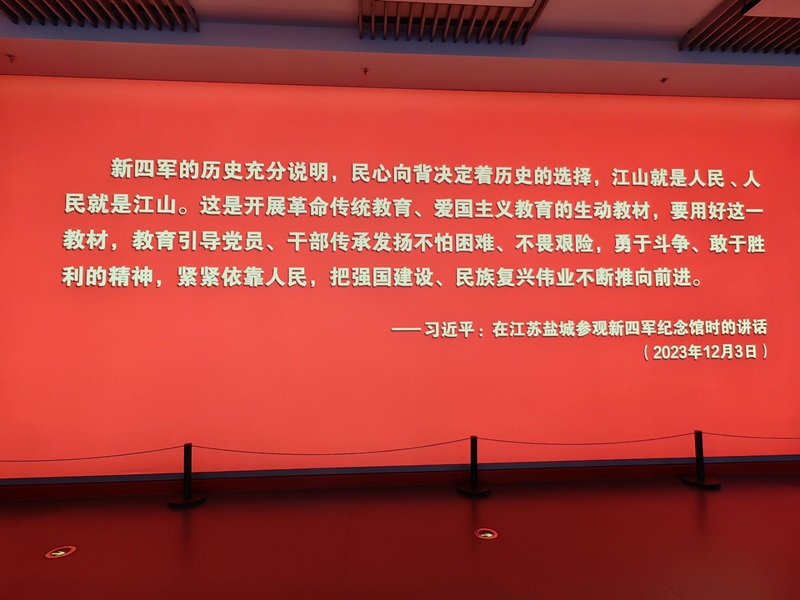 新四军的历史充分说明，民心向背决定着历史的选择，江山就是人民、人
民就是江山。这是开展革命传统教育、爱国主义教育的生动教材，要用好这一
教材，教育引导党员、干部传承发扬不怕困难、不畏艰险，勇于斗争、敢于胜
利的精神，紧紧依靠人民，把强国建设、民族复兴伟业不断推向前进。
——习近平：在江苏盐城参观新四军纪念馆时的讲话
（2023年12月3日）